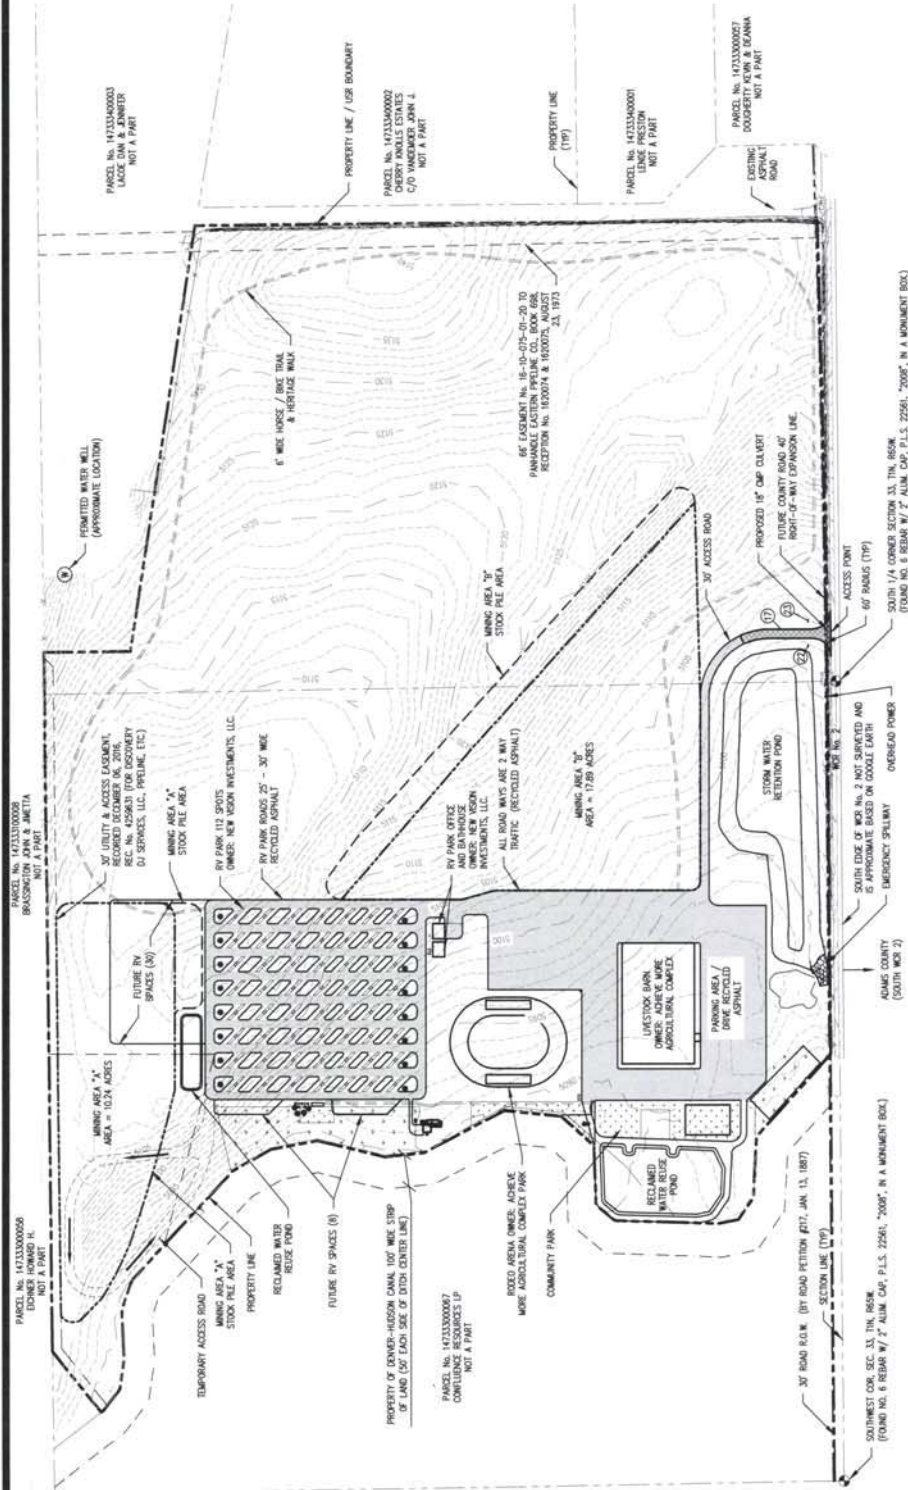 PARCEL No. 147333000058
EICHNER HOWARD H.
NOT A PART
PARCEL No. 147333100008
BRASSINGTON JOHN & JMETTA
NOT A PART
30' UTILITY & ACCESS EASEMENT,
RECORDED DECEMBER 06, 2016,
REC. No. 4259631 (FOR DISCOVERY
DJ SERVICES, LLC. PIPELINE, ETC.)
PERMITTED WATER WELL
(APPROXIMATE LOCATION)
W
PARCEL No. 147333400003
LACOE DAN & JENNIFER
NOT A PART
MINING AREA "A"
AREA = 10.24 ACRES
FUTURE RV
SPACES (30)
MINING AREA "A"
STOCK PILE AREA
TEMPORARY ACCESS ROAD
MINING AREA "A"
STOCK PILE AREA
PROPERTY LINE
RECLAIMED WATER
REUSE POND
FUTURE RV SPACES (8)
RV PARK 112 SPOTS
OWNER: NEW VISION INVESTMENTS, LLC.
RV PARK ROADS 25' - 30' WIDE
RECYCLED ASPHALT
6' WIDE HORSE / BIKE TRAIL
& HERITAGE WALK
PROPERTY LINE / USR BOUNDARY
PARCEL No. 147333400002
CHERRY KNOLLS ESTATES
C/O VANDEMOER JOHN J.
NOT A PART
PROPERTY OF DENVER-HUDSON CANAL 100' WIDE STRIP
OF LAND (50' EACH SIDE OF DITCH CENTER LINE)
PARCEL No. 147333000067
CONFLUENCE RESOURCES LP
NOT A PART
RV PARK OFFICE
AND BATHHOUSE
OWNER: NEW VISION
INVESTMENTS, LLC.
ALL ROAD WAYS ARE 2 WAY
TRAFFIC (RECYCLED ASPHALT)
MINING AREA "B"
STOCK PILE AREA
66' EASEMENT No. 16-10-075-01-20 TO
PANHANDLE EASTERN PIPELINE CO., BOOK 698,
RECEPTION No. 1620074 & 1620075, AUGUST
23, 1973
PROPERTY LINE
(TYP)
RODEO ARENA OWNER: ACHIEVE
MORE AGRICULTURAL COMPLEX PARK
COMMUNITY PARK
MINING AREA "B"
AREA = 17.89 ACRES
PARCEL No. 147333400001
LENDE PRESTON
NOT A PART
LIVESTOCK BARN
OWNER: ACHIEVE MORE
AGRICULTURAL COMPLEX
RECLAIMED
WATER REUSE
POND
PARKING AREA /
DRIVE RECYCLED
ASPHALT
30' ACCESS ROAD
STORM WATER
RETENTION POND
17
22
23
PROPOSED 18" CMP CULVERT
FUTURE COUNTY ROAD 40'
RIGHT-OF-WAY EXPANSION LINE.
PARCEL No. 147333000057
DOUGHERTY KEVIN & DEANNA
NOT A PART
EXISTING
ASPHALT
ROAD
30' ROAD R.O.W. (BY ROAD PETITION #217, JAN. 13, 1887)
SECTION LINE (TYP)
WCR No. 2
SOUTH EDGE OF WCR No. 2 NOT SURVEYED AND
IS APPROXIMATE BASED ON GOOGLE EARTH
EMERGENCY SPILLWAY
OVERHEAD POWER
ACCESS POINT
60' RADIUS (TYP)
ADAMS COUNTY
(SOUTH WCR 2)
SOUTHWEST COR. SEC. 33, T1N, R65W.
(FOUND NO. 6 REBAR W/ 2" ALUM. CAP, P.L.S. 22561, "2008", IN A MONUMENT BOX)
SOUTH 1/4 CORNER SECTION 33, T1N, R65W.
(FOUND NO. 6 REBAR W/ 2" ALUM. CAP, P.L.S. 22561, "2008", IN A MONUMENT BOX)